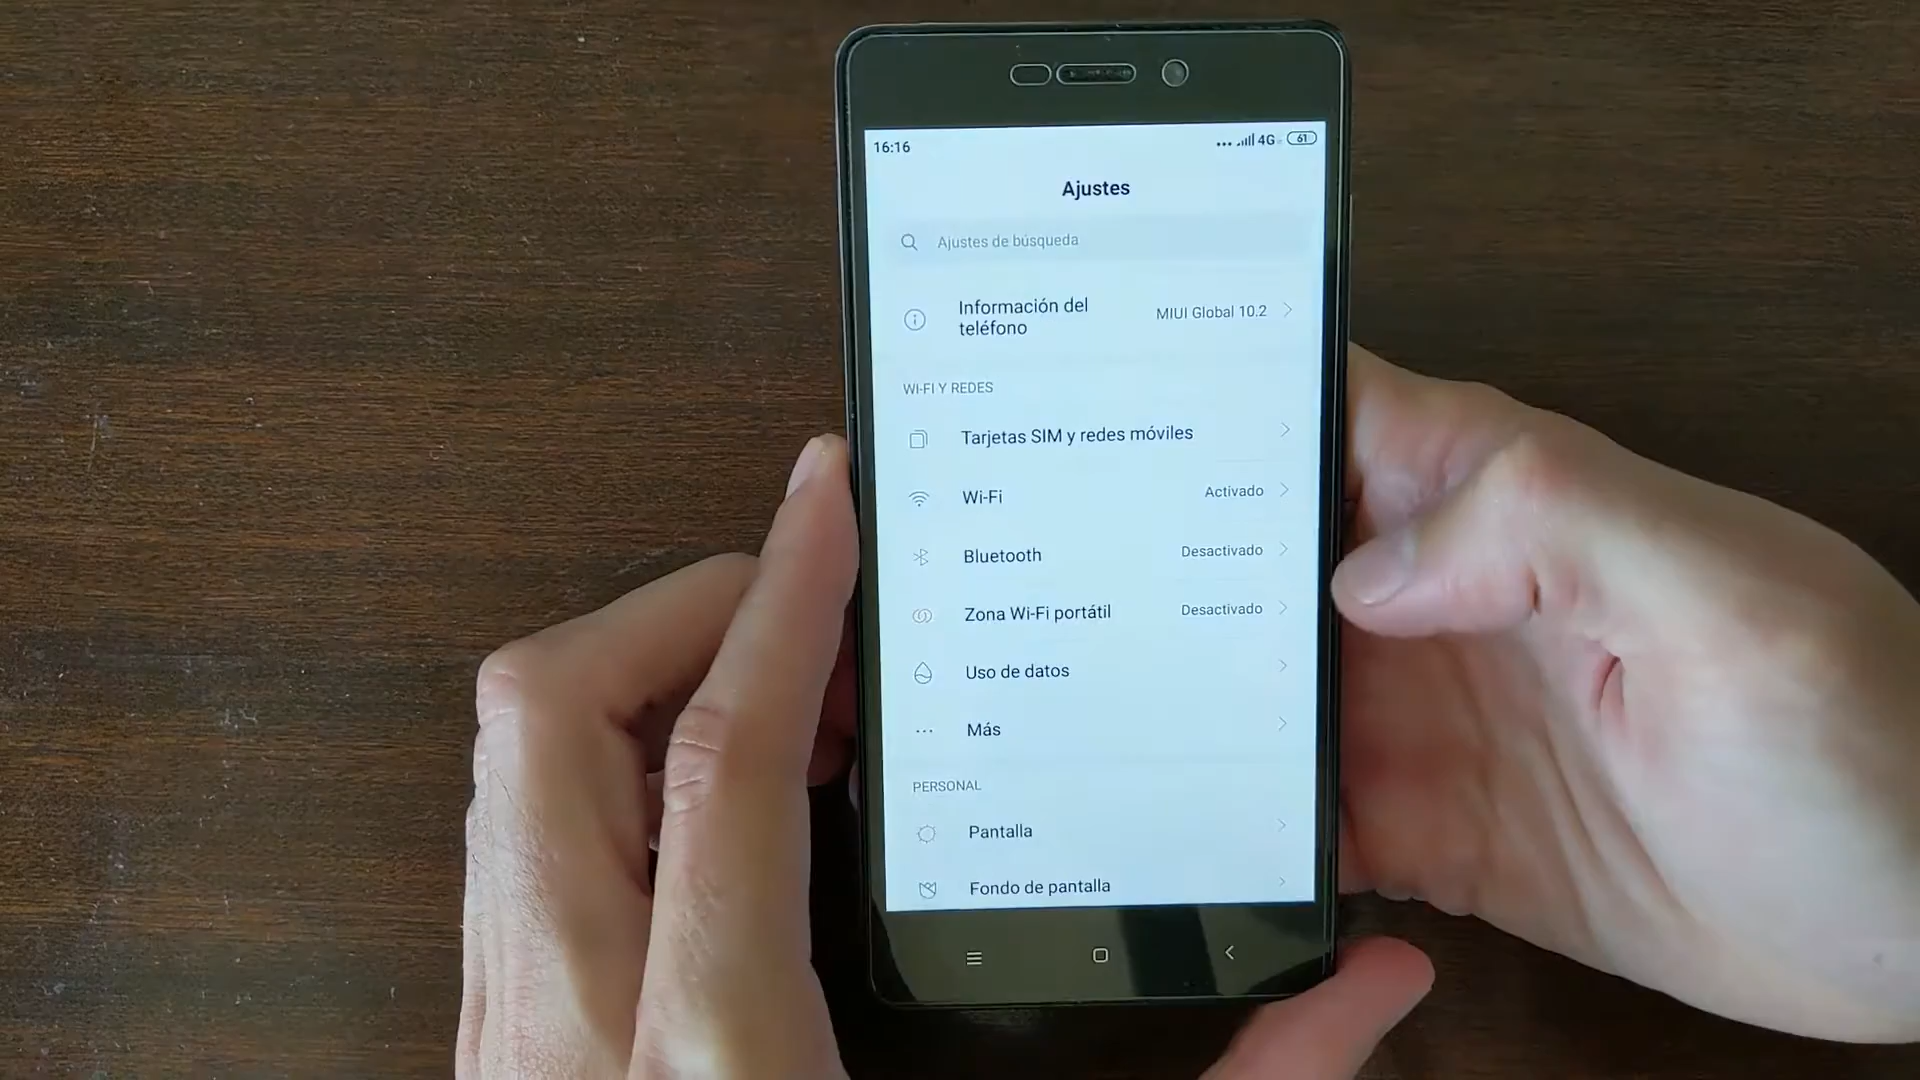 16:16
4G 61
Ajustes
Ajustes de búsqueda
Información del
teléfono
MIUI Global 10.2
WI-FI Y REDES
Tarjetas SIM y redes móviles
Wi-Fi
Activado
Bluetooth
Desactivado
Zona Wi-Fi portátil
Desactivado
Uso de datos
Más
PERSONAL
Pantalla
Fondo de pantalla